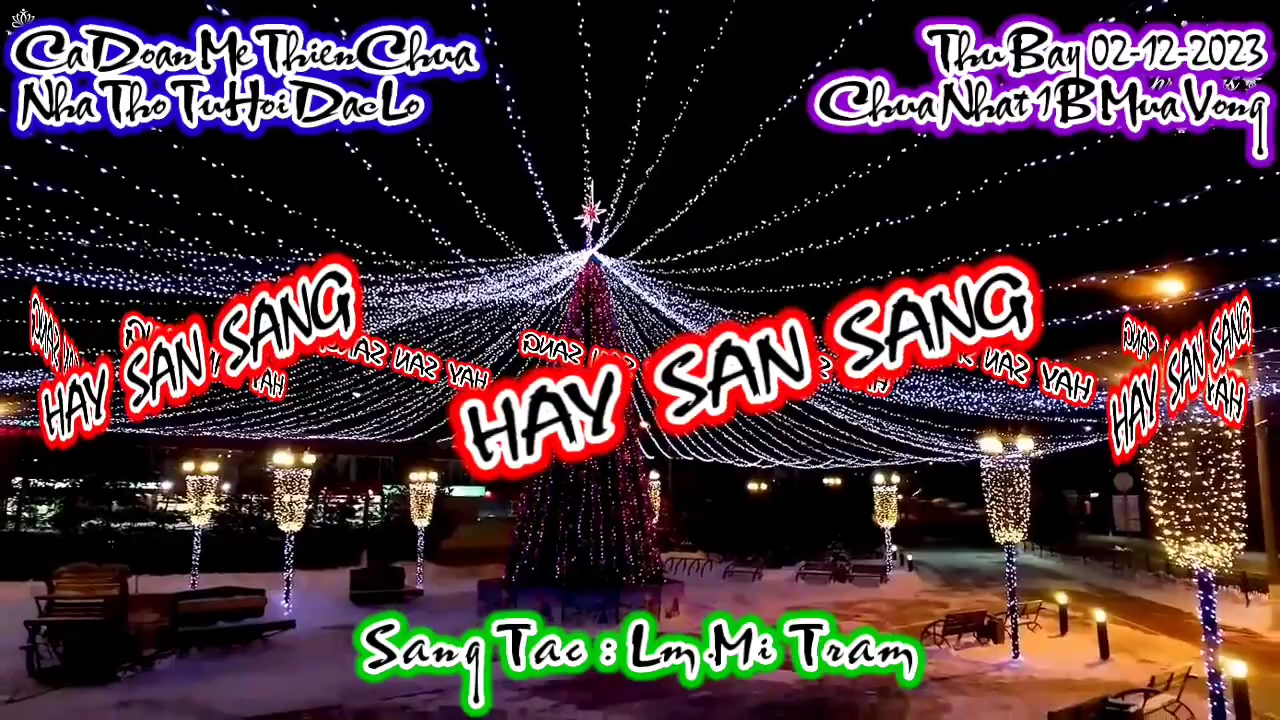 Ca Doan Me Thien Chua
Nha Tho Tu Hoi Dac Lo
Thu Bay 02-12-2023
Chua Nhat 1 B Mua Vong
HAY SAN SANG
HAY SAN SANG
HAY SAN SANG
Sang Tac : Lm.Mi Tram